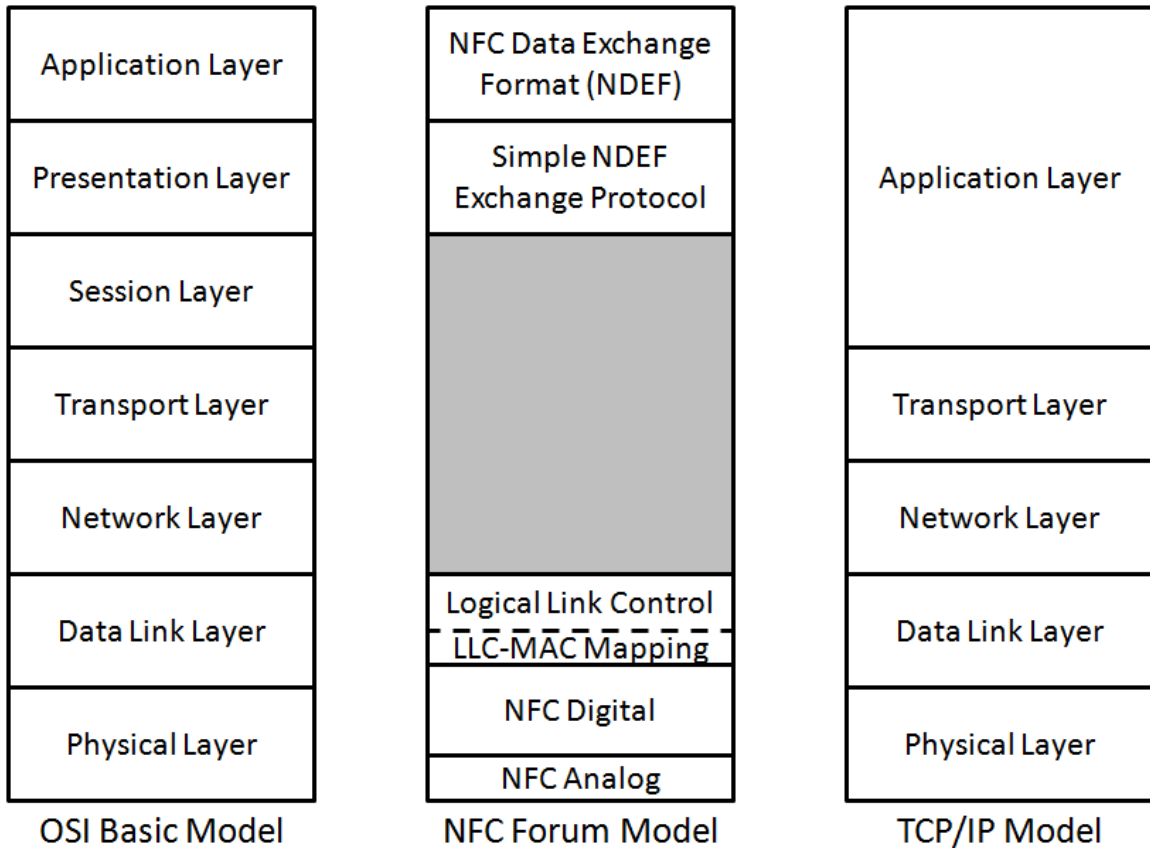 Application Layer
Presentation Layer
Session Layer
Transport Layer
Network Layer
Data Link Layer
Physical Layer
OSI Basic Model
NFC Data Exchange
Format (NDEF)
Simple NDEF
Exchange Protocol
Logical Link Control
LLC-MAC Mapping
NFC Digital
NFC Analog
NFC Forum Model
Application Layer
Transport Layer
Network Layer
Data Link Layer
Physical Layer
TCP/IP Model